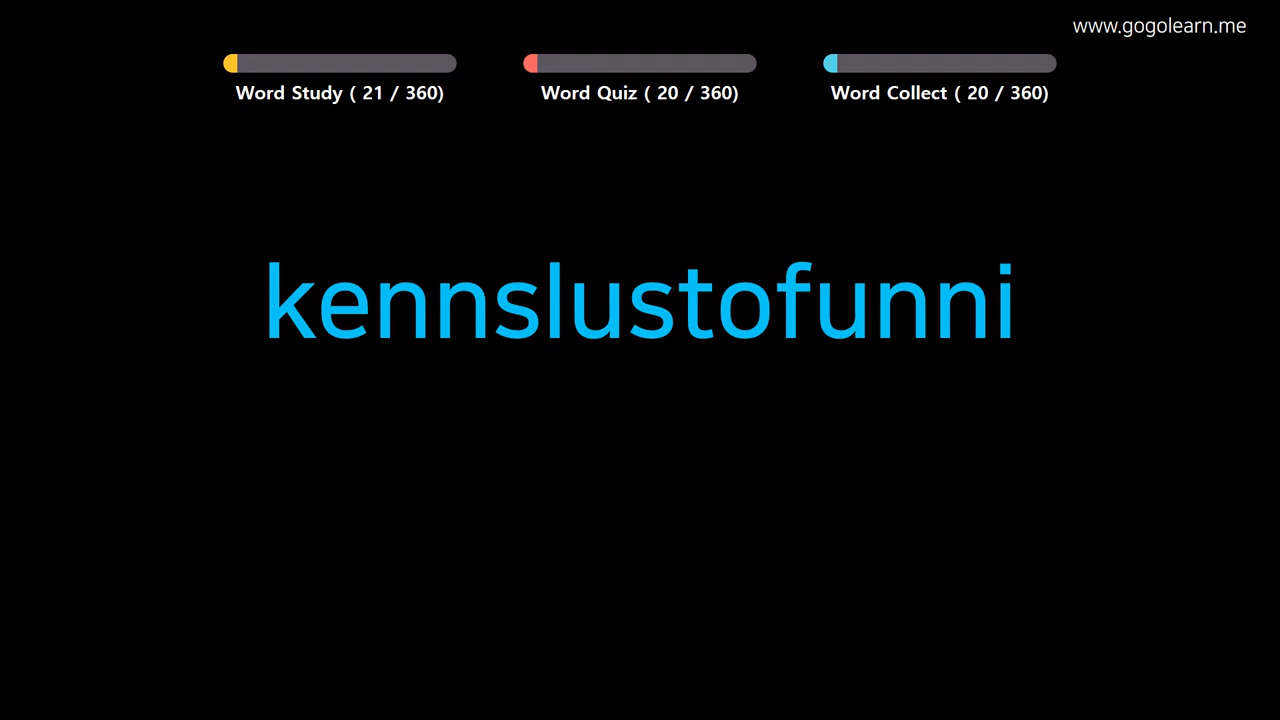 www.gogolearn.me
Word Study ( 21 / 360)
Word Quiz ( 20 / 360)
Word Collect ( 20 / 360)
kennslustofunni